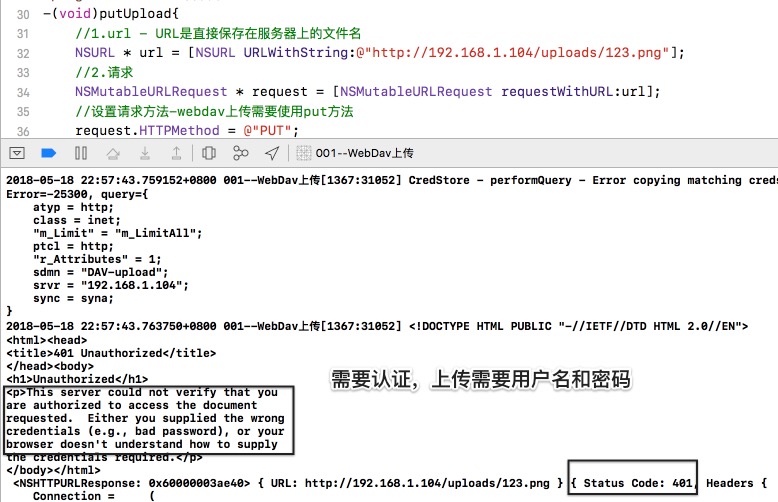 30 -(void)putUpload{
31 //1.url - URL是直接保存在服务器上的文件名
32 NSURL * url = [NSURL URLWithString:@"http://192.168.1.104/uploads/123.png"];
33 //2.请求
34 NSMutableURLRequest * request = [NSMutableURLRequest requestWithURL:url];
35 //设置请求方法-webdav上传需要使用put方法
36 request.HTTPMethod = @"PUT";
001--WebDav上传
2018-05-18 22:57:43.759152+0800 001--WebDav上传[1367:31052] CredStore - performQuery - Error copying matching creds
Error=-25300, query={
atyp = http;
class = inet;
"m_Limit" = "m_LimitAll";
ptcl = http;
"r_Attributes" = 1;
sdmn = "DAV-upload";
srvr = "192.168.1.104";
sync = syna;
}
2018-05-18 22:57:43.763750+0800 001--WebDav上传[1367:31052] <!DOCTYPE HTML PUBLIC "-//IETF//DTD HTML 2.0//EN">
<html><head>
<title>401 Unauthorized</title>
</head><body>
<h1>Unauthorized</h1>
需要认证，上传需要用户名和密码
<p>This server could not verify that you
are authorized to access the document
requested.  Either you supplied the wrong
credentials (e.g., bad password), or your
browser doesn't understand how to supply
the credentials required.</p>
</body></html>
<NSHTTPURLResponse: 0x60000003ae40> { URL: http://192.168.1.104/uploads/123.png } { Status Code: 401, Headers {
Connection = (